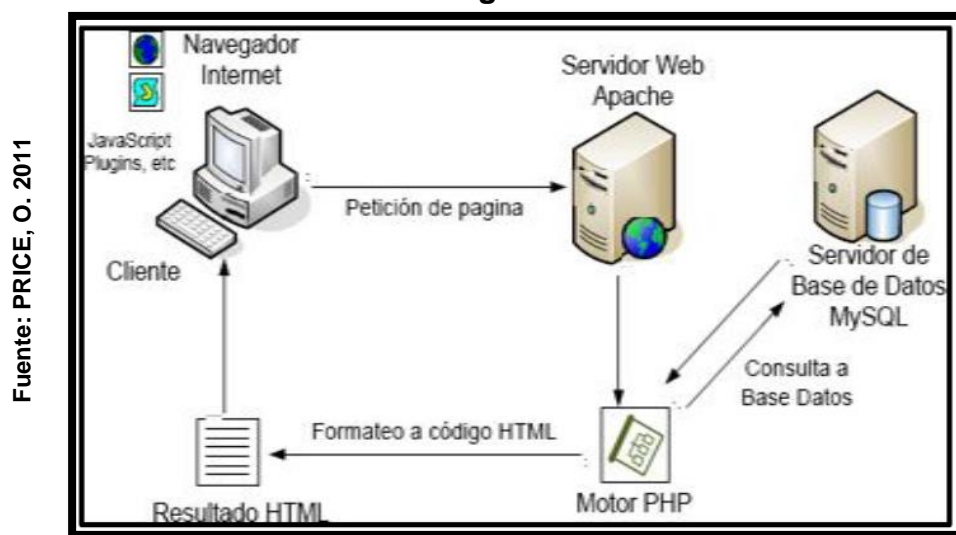 Navegador
Internet
JavaScript
Plugins, etc
Cliente
Petición de pagina
Servidor Web
Apache
Servidor de
Base de Datos
MySQL
Consulta a
Base Datos
Motor PHP
Formateo a código HTML
Resultado HTML
Fuente: PRICE, O. 2011